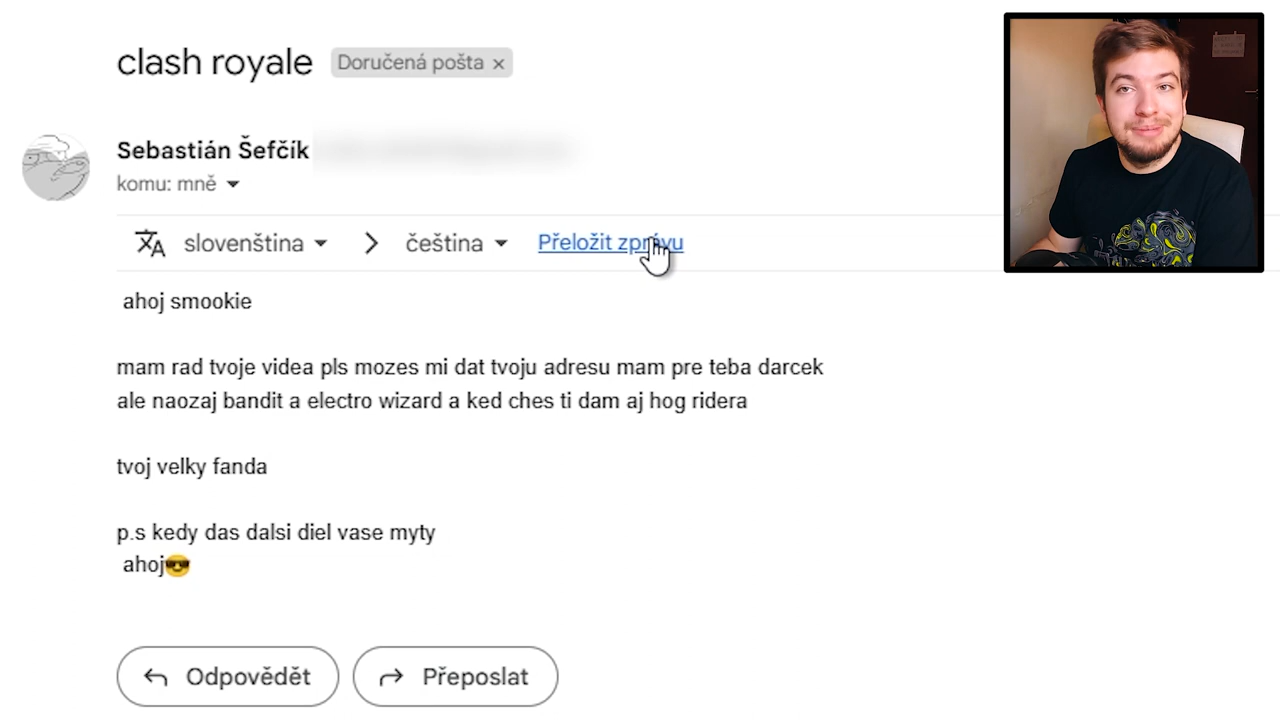 clash royale Doručená pošta ×
Sebastián Šefčík
komu: mně
slovenština > čeština Přeložit zprávu
ahoj smookie
mam rad tvoje videa pls mozes mi dat tvoju adresu mam pre teba darcek
ale naozaj bandit a electro wizard a ked ches ti dam aj hog ridera
tvoj velky fanda
p.s kedy das dalsi diel vase myty
ahoj😎
Odpovědět Přeposlat